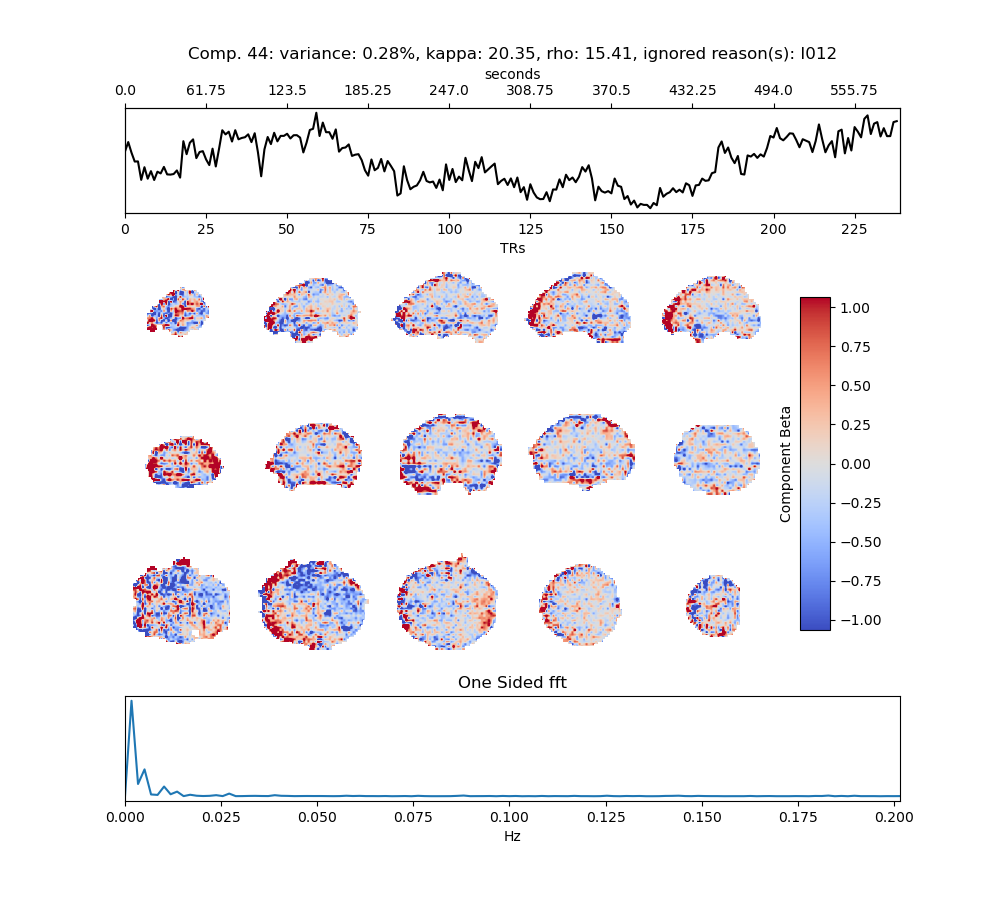 Comp. 44: variance: 0.28%, kappa: 20.35, rho: 15.41, ignored reason(s): I012
seconds
0.0 61.75 123.5 185.25 247.0 308.75 370.5 432.25 494.0 555.75
0 25 50 75 100 125 150 175 200 225
TRs
1.00
0.75
0.50
0.25
0.00
−0.25
−0.50
−0.75
−1.00
Component Beta
One Sided fft
0.000 0.025 0.050 0.075 0.100 0.125 0.150 0.175 0.200
Hz